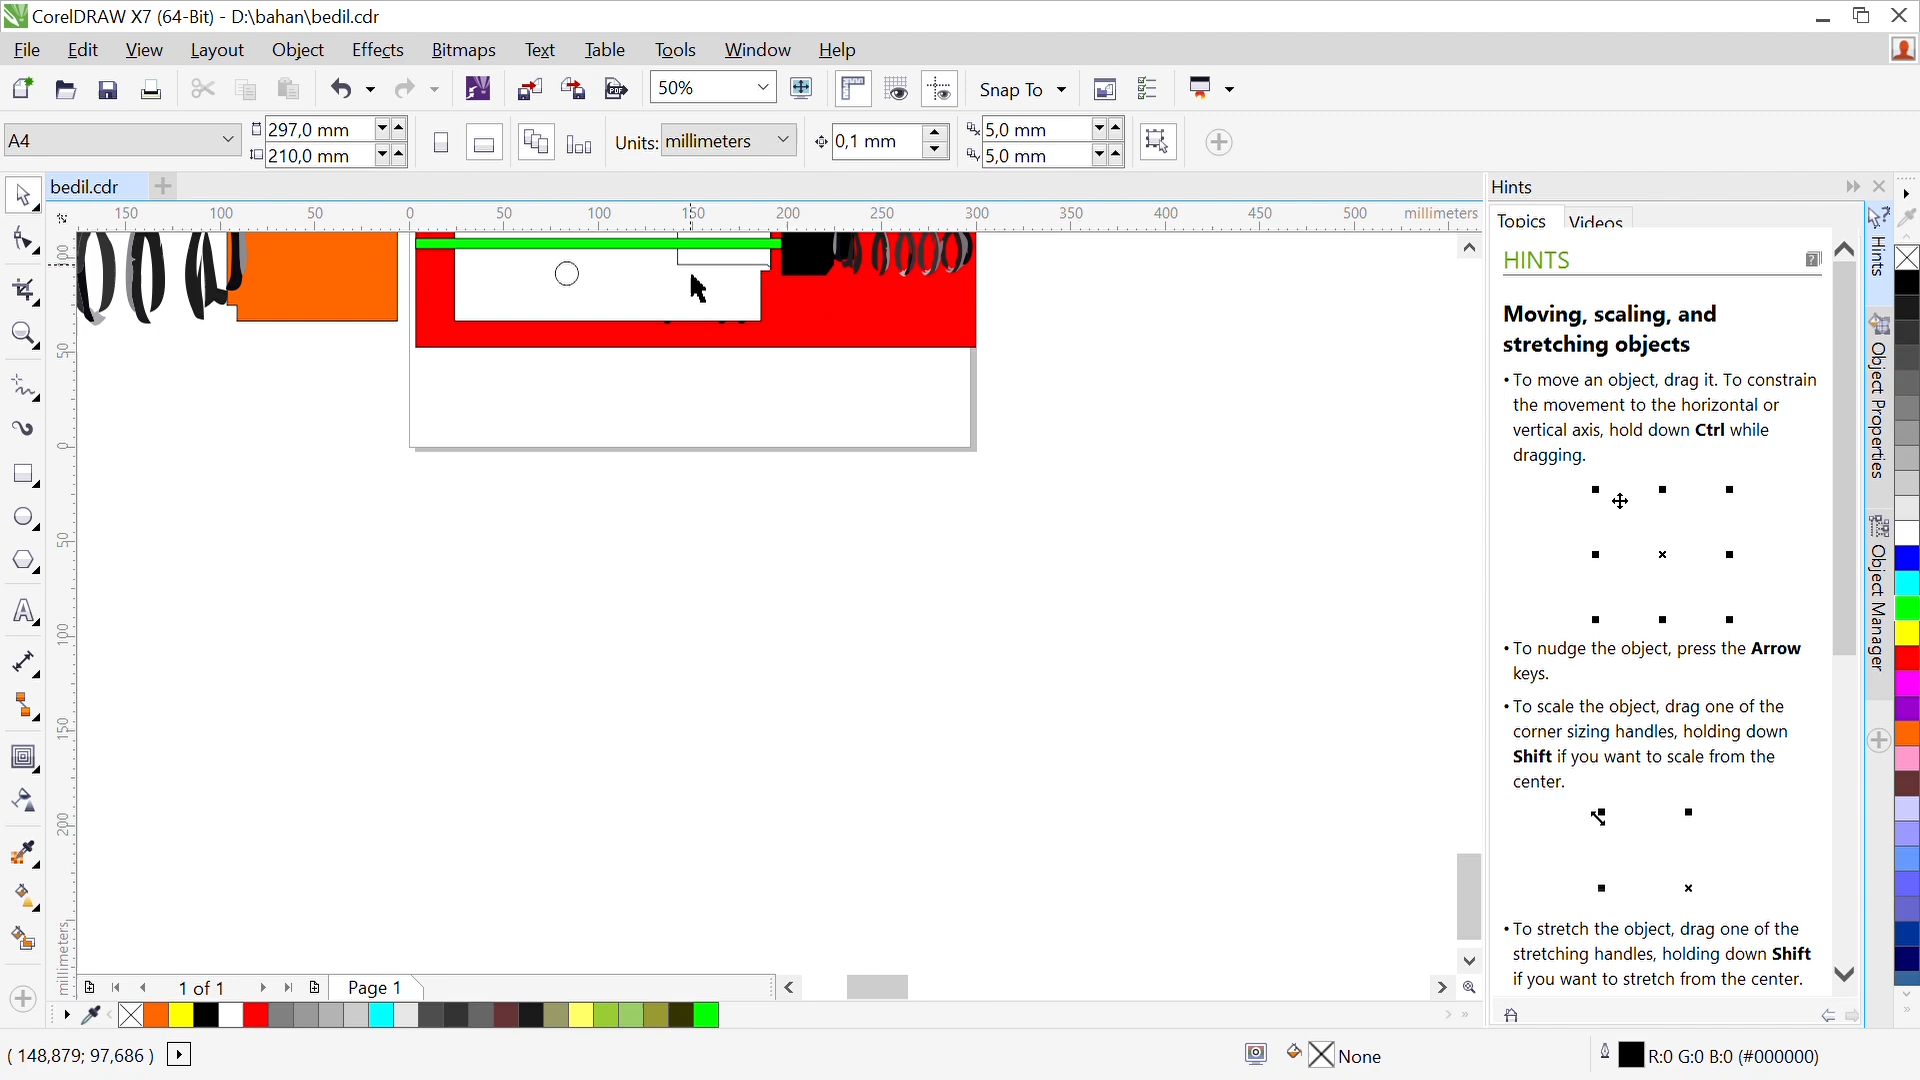 CorelDRAW X7 (64-Bit) - D:\bahan\bedil.cdr
File Edit View Layout Object Effects Bitmaps Text Table Tools Window Help
50% Snap To
A4 297,0 mm 210,0 mm Units: millimeters 0,1 mm 5,0 mm 5,0 mm
bedil.cdr
150 100 50 0 50 100 150 200 250 300 350 400 450 500 millimeters
100
50
0
50
100
150
200
millimeters
Hints
Topics Videos
HINTS
Moving, scaling, and
stretching objects
• To move an object, drag it. To constrain
the movement to the horizontal or
vertical axis, hold down Ctrl while
dragging.
• To nudge the object, press the Arrow
keys.
• To scale the object, drag one of the
corner sizing handles, holding down
Shift if you want to scale from the
center.
• To stretch the object, drag one of the
stretching handles, holding down Shift
if you want to stretch from the center.
Hints
Object Properties
Object Manager
1 of 1 Page 1
( 148,879; 97,686 ) None R:0 G:0 B:0 (#000000)